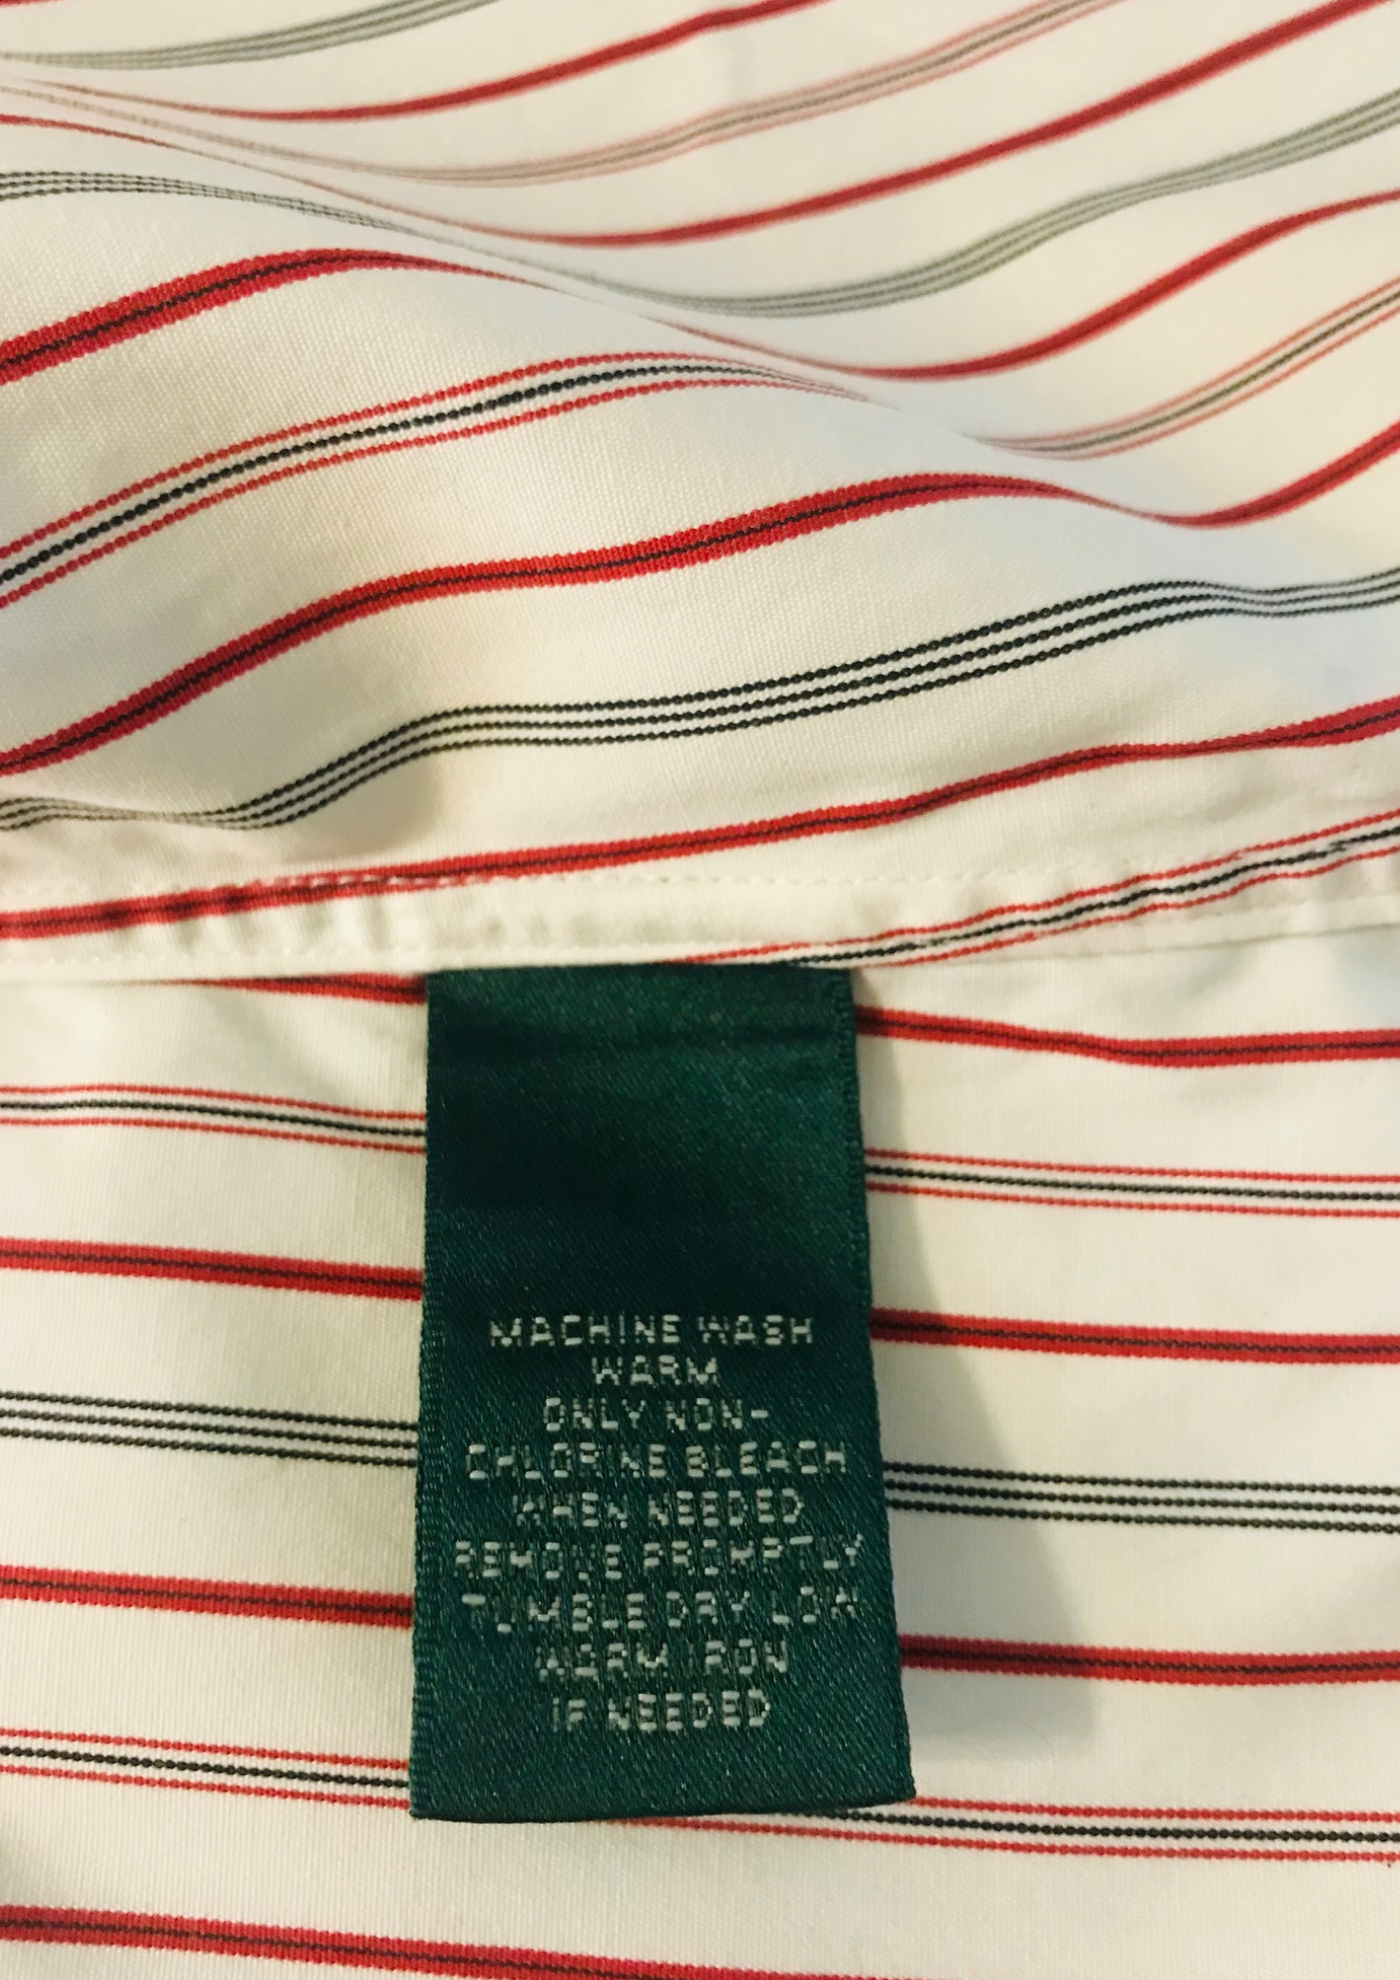 MACHINE WASH
WARM
ONLY NON-
CHLORINE BLEACH
WHEN NEEDED
REMOVE PROMPTLY
TUMBLE DRY LOW
WARM IRON
IF NEEDED